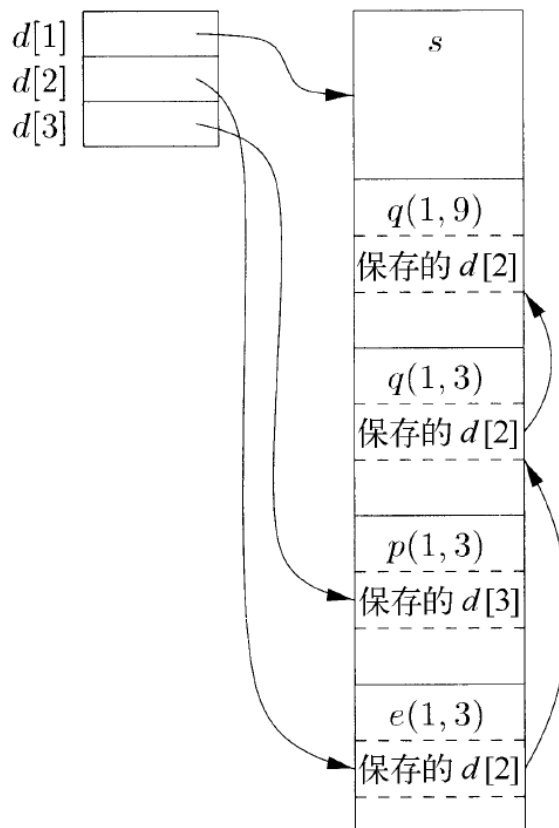 d[1]
d[2]
d[3]
s
q(1,9)
保存的 d[2]
q(1,3)
保存的 d[2]
p(1,3)
保存的 d[3]
e(1,3)
保存的 d[2]